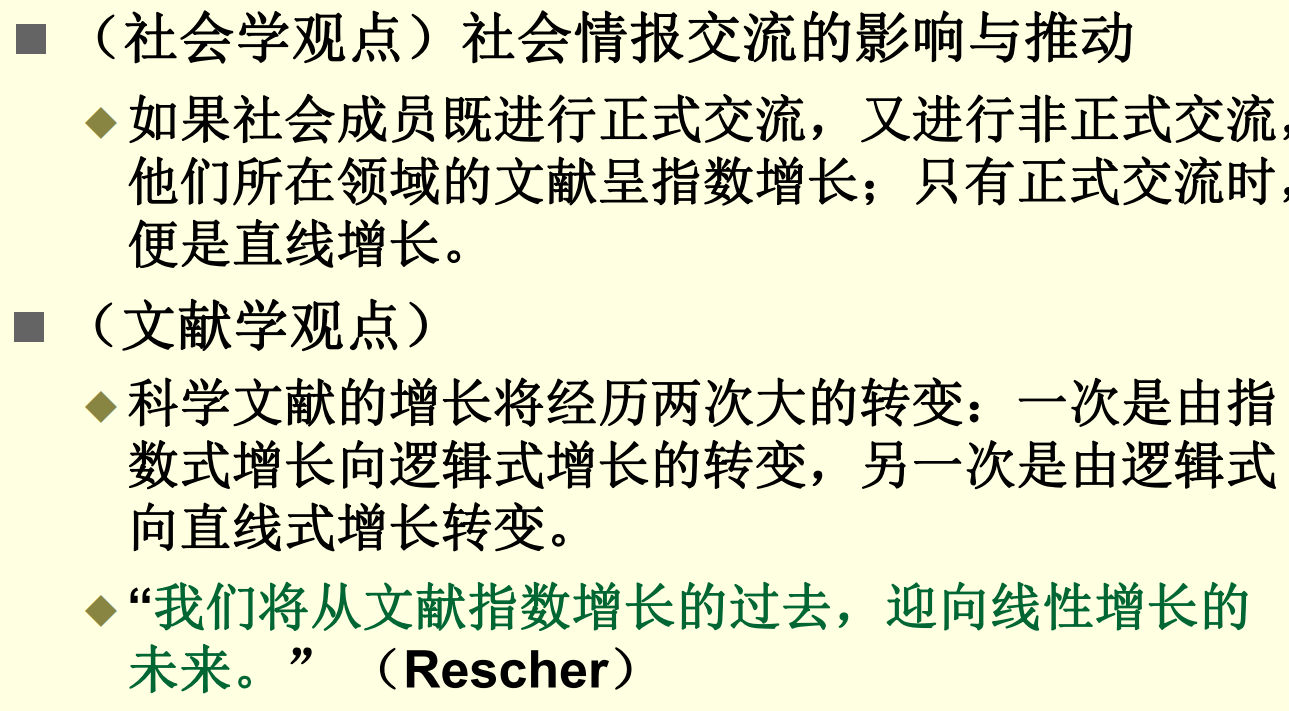 ■ （社会学观点）社会情报交流的影响与推动
◆ 如果社会成员既进行正式交流，又进行非正式交流，
他们所在领域的文献呈指数增长；只有正式交流时，
便是直线增长。
■ （文献学观点）
◆ 科学文献的增长将经历两次大的转变：一次是由指
数式增长向逻辑式增长的转变，另一次是由逻辑式
向直线式增长转变。
◆ “我们将从文献指数增长的过去，迎向线性增长的
未来。” （Rescher）